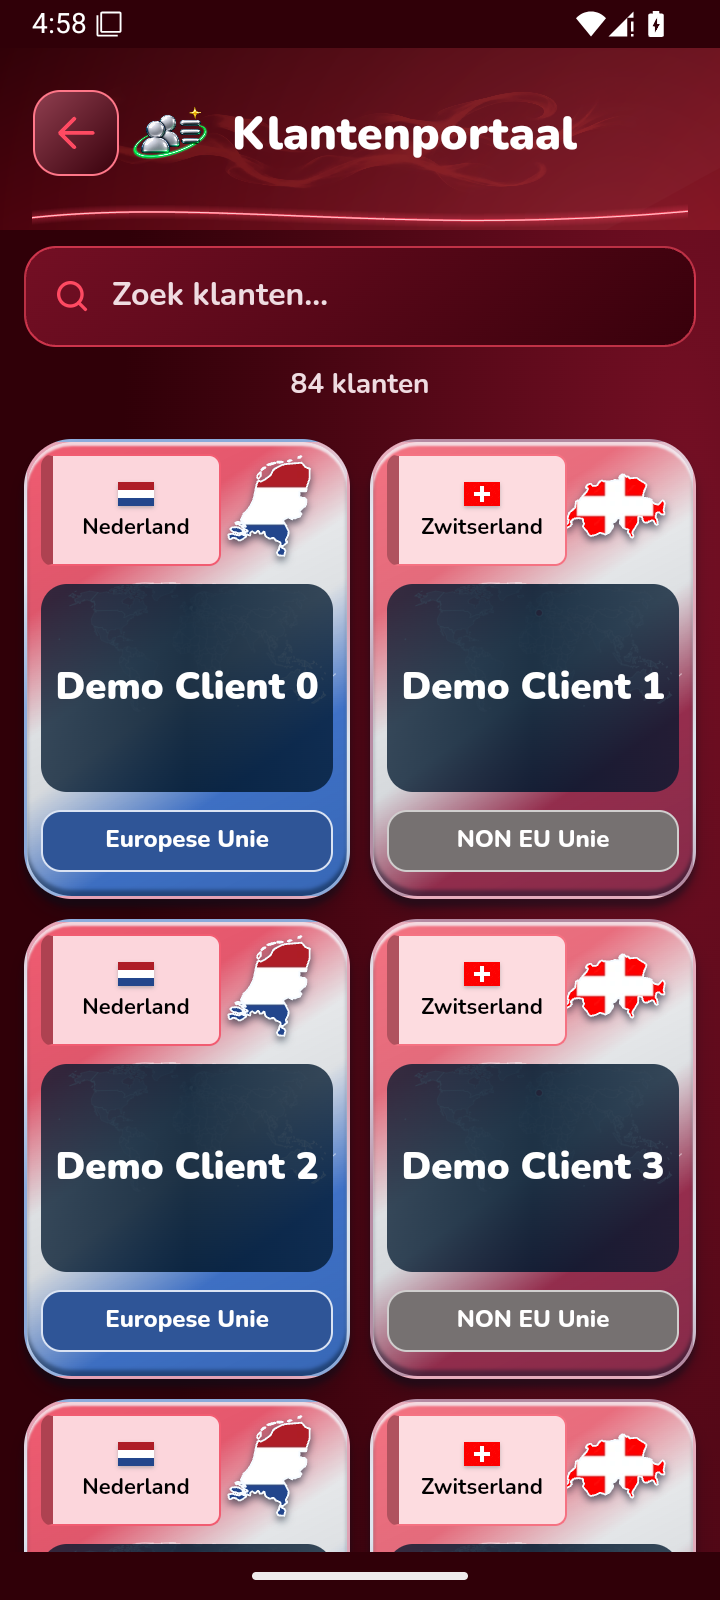 4:58
Klantenportaal
Zoek klanten...
84 klanten
Nederland
Demo Client 0
Europese Unie
Zwitserland
Demo Client 1
NON EU Unie
Nederland
Demo Client 2
Europese Unie
Zwitserland
Demo Client 3
NON EU Unie
Nederland
Zwitserland